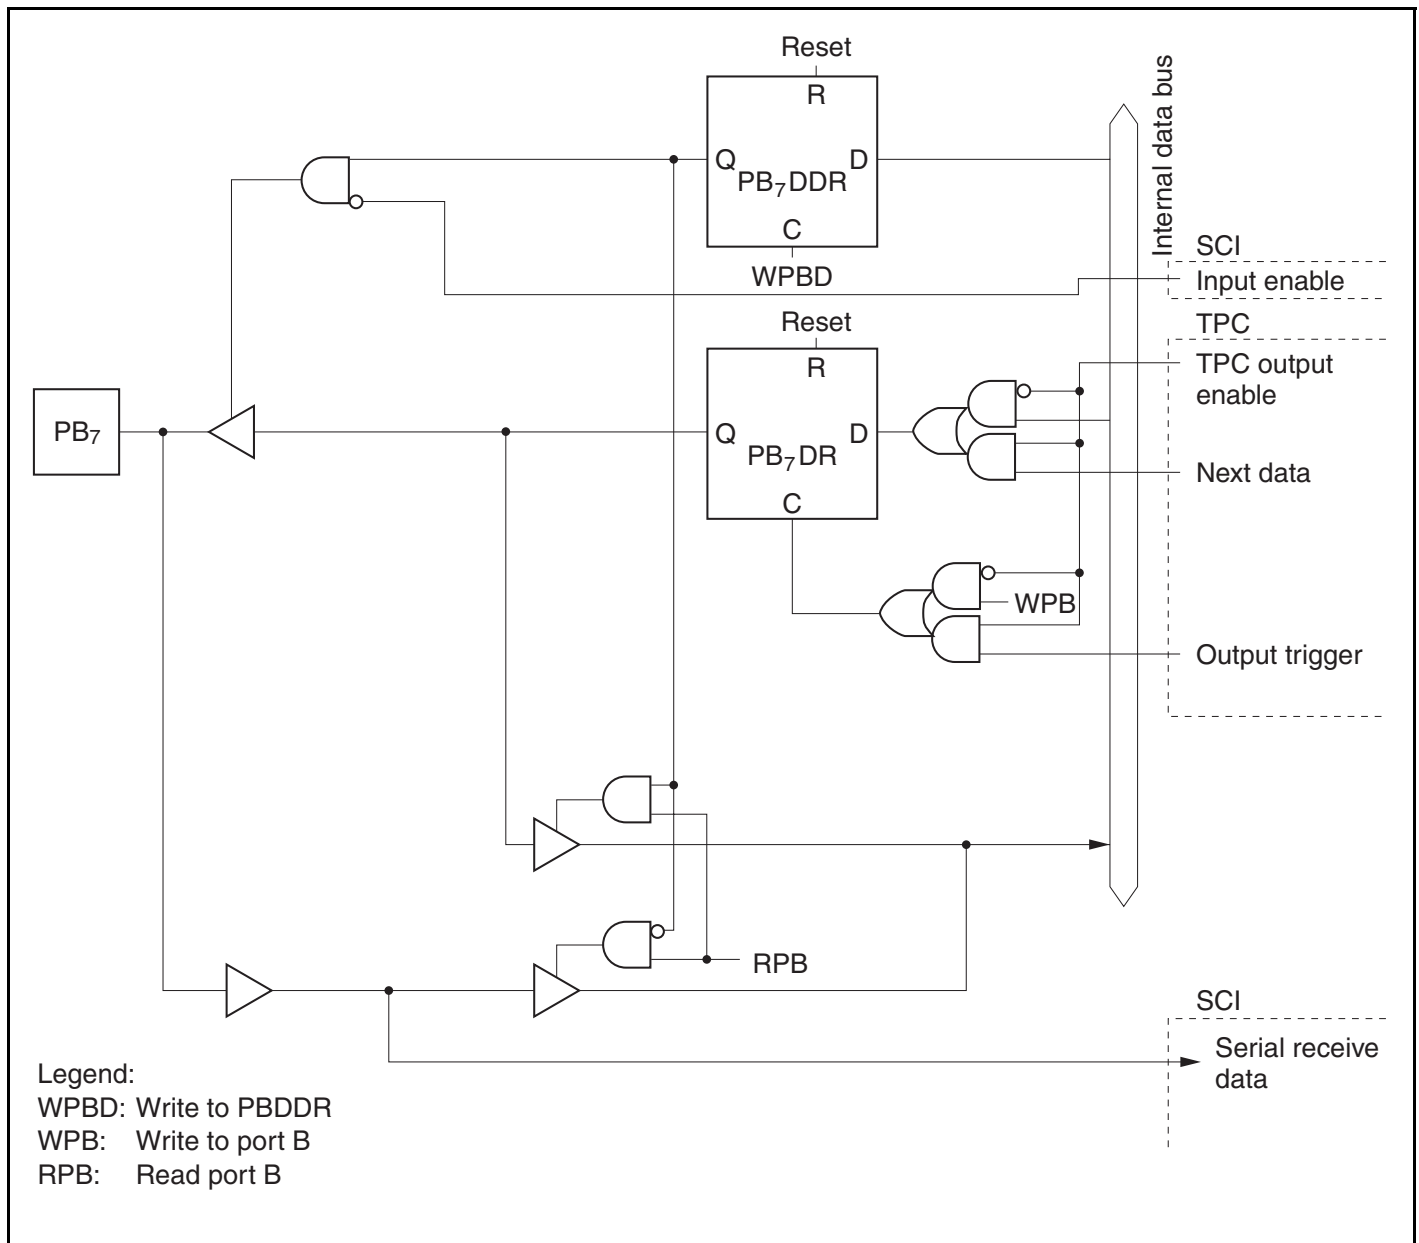 Reset
R
Q
D
PB7DDR
C
WPBD
Internal data bus
SCI
Input enable
TPC
TPC output
enable
Next data
Output trigger
Reset
R
Q
D
PB7DR
C
PB7
WPB
RPB
SCI
Serial receive
data
Legend:
WPBD: Write to PBDDR
WPB: Write to port B
RPB: Read port B